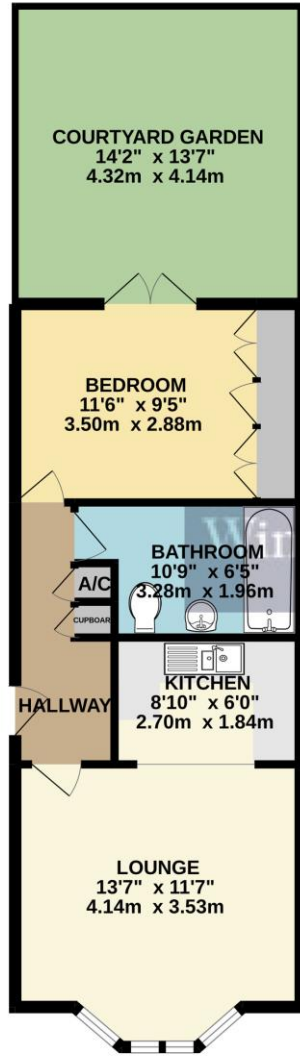 COURTYARD GARDEN
14'2" x 13'7"
4.32m x 4.14m
BEDROOM
11'6" x 9'5"
3.50m x 2.88m
BATHROOM
10'9" x 6'5"
3.28m x 1.96m
A/C
CUPBOARD
KITCHEN
8'10" x 6'0"
2.70m x 1.84m
HALLWAY
LOUNGE
13'7" x 11'7"
4.14m x 3.53m